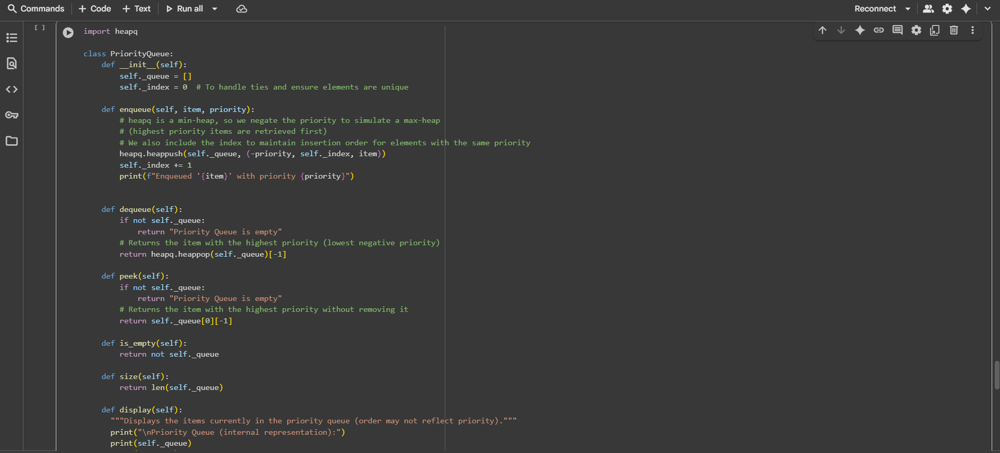 Commands + Code + Text Run all Reconnect
[ ]
import heapq
class PriorityQueue:
def __init__(self):
self._queue = []
self._index = 0  # To handle ties and ensure elements are unique
def enqueue(self, item, priority):
# heapq is a min-heap, so we negate the priority to simulate a max-heap
# (highest priority items are retrieved first)
# We also include the index to maintain insertion order for elements with the same priority
heapq.heappush(self._queue, (-priority, self._index, item))
self._index += 1
print(f"Enqueued '{item}' with priority {priority}")
def dequeue(self):
if not self._queue:
return "Priority Queue is empty"
# Returns the item with the highest priority (lowest negative priority)
return heapq.heappop(self._queue)[-1]
def peek(self):
if not self._queue:
return "Priority Queue is empty"
# Returns the item with the highest priority without removing it
return self._queue[0][-1]
def is_empty(self):
return not self._queue
def size(self):
return len(self._queue)
def display(self):
"""Displays the items currently in the priority queue (order may not reflect priority)."""
print("\nPriority Queue (internal representation):")
print(self._queue)